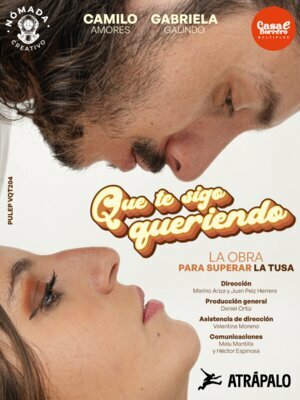 NÓMADA
CREATIVO
CAMILO
AMORES
GABRIELA
GALINDO
Casa E
Borrero
MULTIPLEX
PULEP VQT204
Que te sigo
queriendo
LA OBRA
PARA SUPERAR LA TUSA
Dirección
Marino Ariza y Juan Pelz Herrera
Producción general
Daniel Ortiz
Asistencia de dirección
Valentina Moreno
Comunicaciones
Malu Mantilla
y Héctor Espinosa
ATRÁPALO